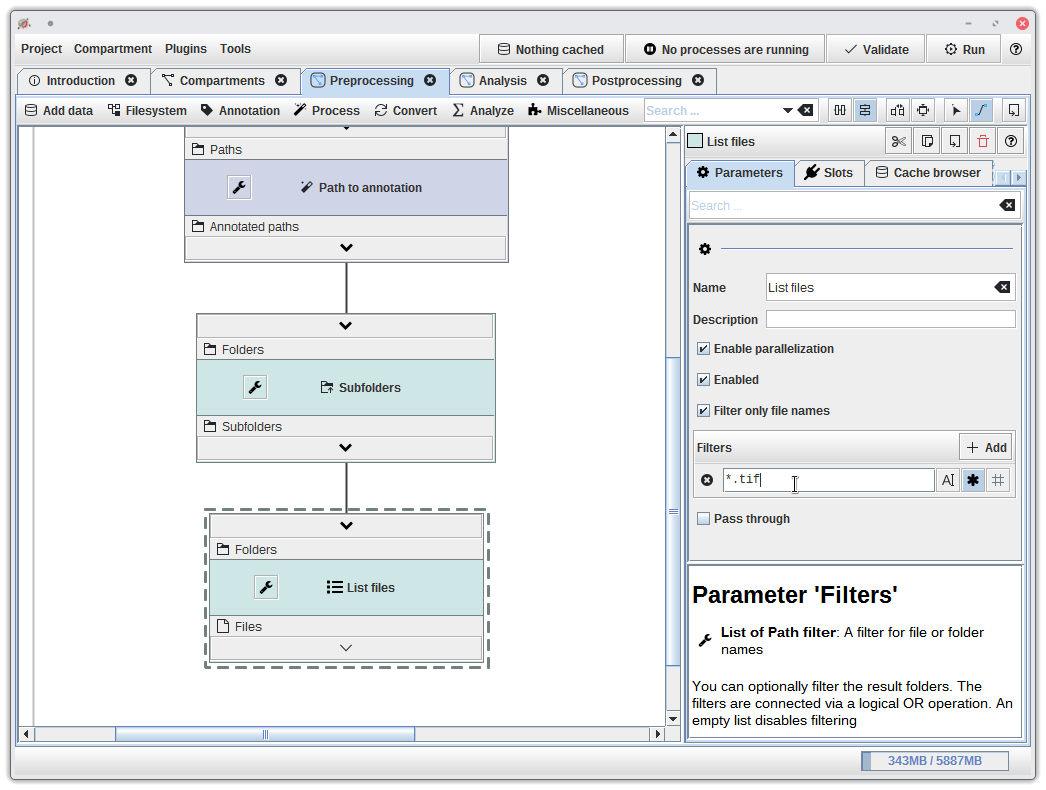 Project Compartment Plugins Tools Nothing cached No processes are running Validate Run
Introduction Compartments Preprocessing Analysis Postprocessing
Add data Filesystem Annotation Process Convert Analyze Miscellaneous Search ...
Paths
Path to annotation
Annotated paths
Folders
Subfolders
Subfolders
Folders
List files
Files
List files
Parameters Slots Cache browser
Search ...
Name List files
Description
Enable parallelization
Enabled
Filter only file names
Filters Add
*.tif A
Pass through
Parameter 'Filters'
List of Path filter: A filter for file or folder
names
You can optionally filter the result folders. The
filters are connected via a logical OR operation. An
empty list disables filtering
343MB / 5887MB